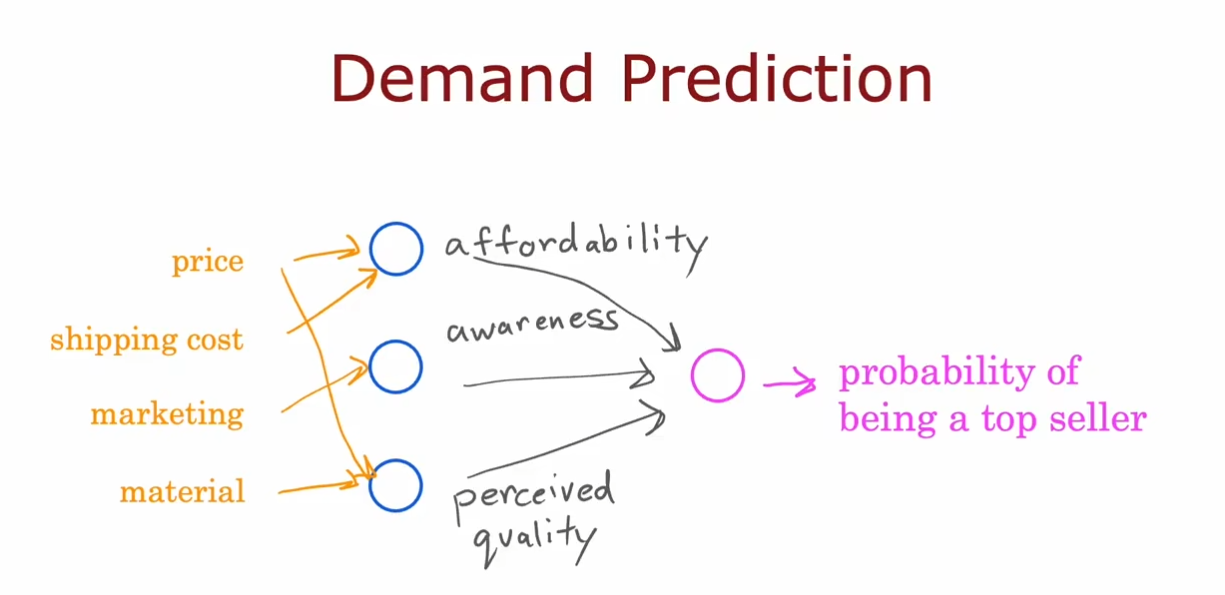 Demand Prediction
price
shipping cost
marketing
material
affordability
awareness
perceived
quality
probability of
being a top seller